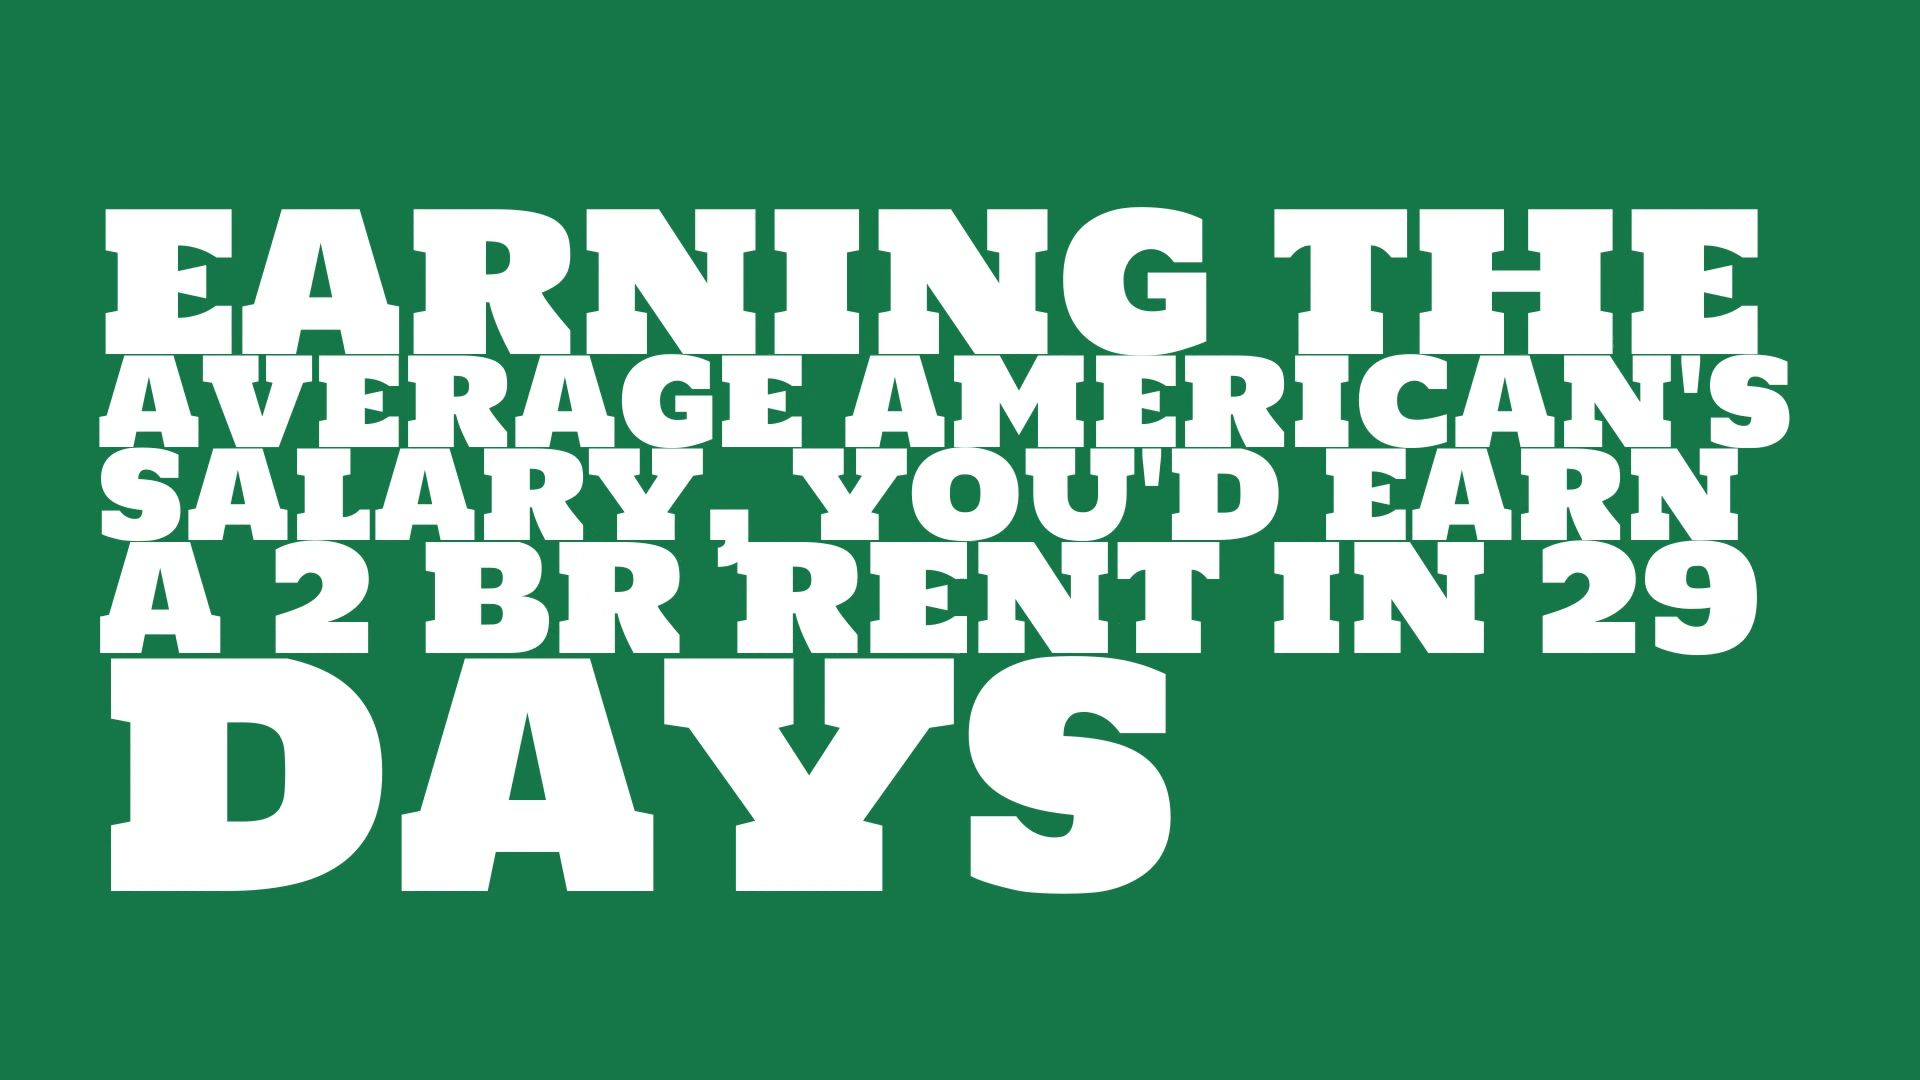 EARNING THE
AVERAGE AMERICAN'S
SALARY, YOU'D EARN
A 2 BR RENT IN 29
DAYS